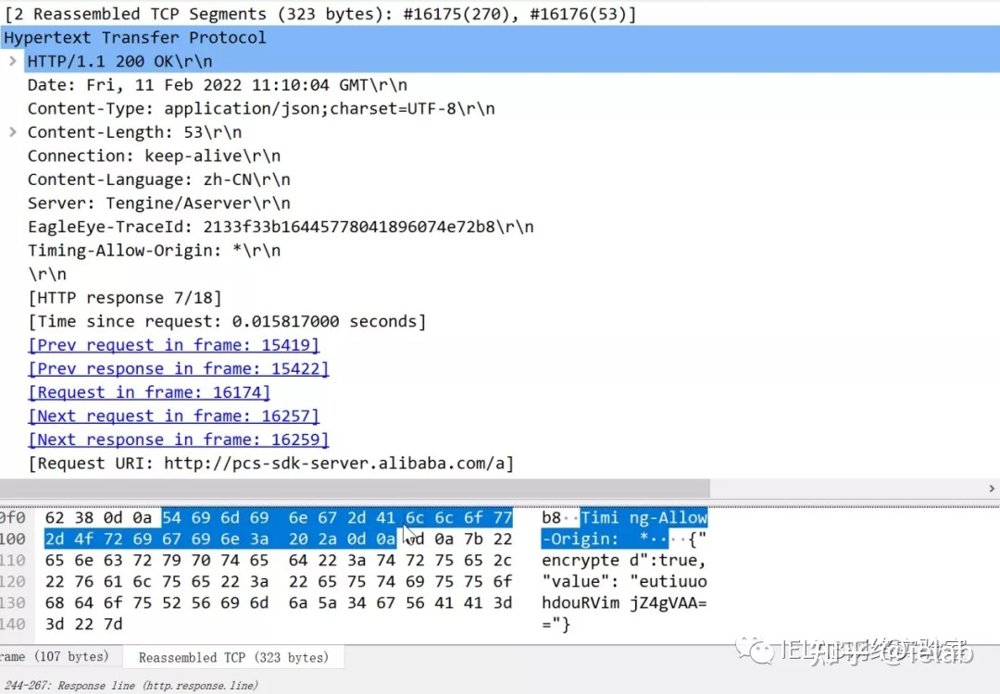 [2 Reassembled TCP Segments (323 bytes): #16175(270), #16176(53)]
Hypertext Transfer Protocol
HTTP/1.1 200 OK\r\n
Date: Fri, 11 Feb 2022 11:10:04 GMT\r\n
Content-Type: application/json;charset=UTF-8\r\n
Content-Length: 53\r\n
Connection: keep-alive\r\n
Content-Language: zh-CN\r\n
Server: Tengine/Aserver\r\n
EagleEye-TraceId: 2133f33b16445778041896074e72b8\r\n
Timing-Allow-Origin: *\r\n
\r\n
[HTTP response 7/18]
[Time since request: 0.015817000 seconds]
[Prev request in frame: 15419]
[Prev response in frame: 15422]
[Request in frame: 16174]
[Next request in frame: 16257]
[Next response in frame: 16259]
[Request URI: http://pcs-sdk-server.alibaba.com/a]
0f0 62 38 0d 0a 54 69 6d 69 6e 67 2d 41 6c 6c 6f 77 b8··Timi ng-Allow
100 2d 4f 72 69 67 69 6e 3a 20 2a 0d 0a 0d 0a 7b 22 -Origin: *····{"
110 65 6e 63 72 79 70 74 65 64 22 3a 74 72 75 65 2c encrypte d":true,
120 22 76 61 6c 75 65 22 3a 22 65 75 74 69 75 75 6f "value": "eutiuuo
130 68 64 6f 75 52 56 69 6d 6a 5a 34 67 56 41 41 3d hdouRVim jZ4gVAA=
140 3d 22 7d ="}
rame (107 bytes) Reassembled TCP (323 bytes)
244-267: Response line (http.response.line)
知乎 @ielab